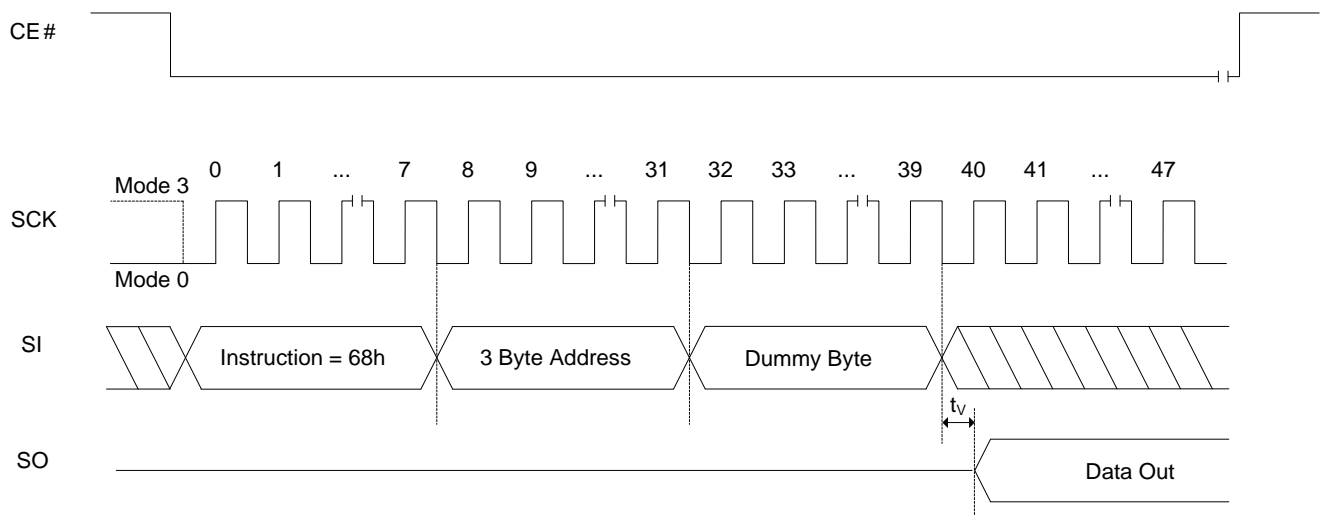 CE#
0 1 ... 7 8 9 ... 31 32 33 ... 39 40 41 ... 47
Mode 3
SCK
Mode 0
SI
Instruction = 68h
3 Byte Address
Dummy Byte
tV
SO
Data Out